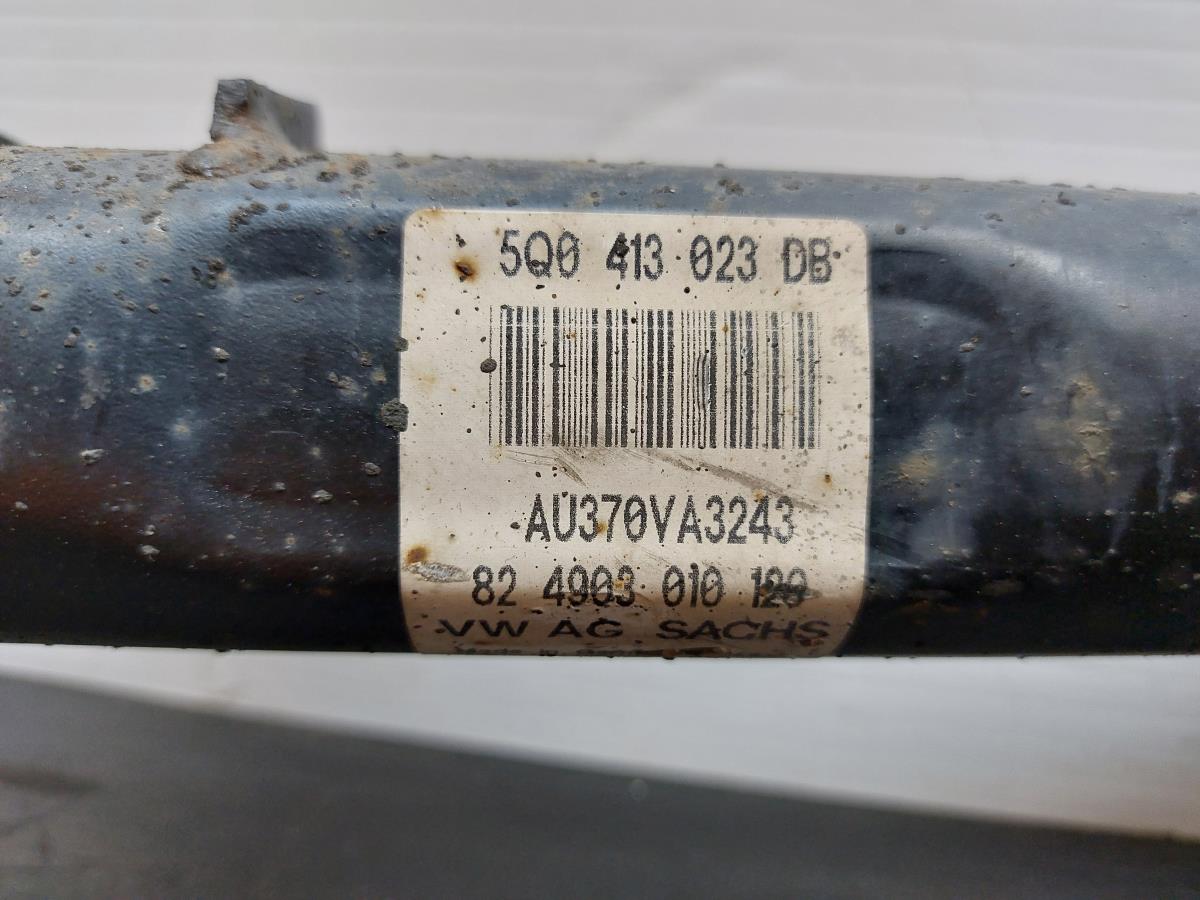 5Q0 413 023 DB
AU370VA3243
82 4903 010 120
VW AG SACHS